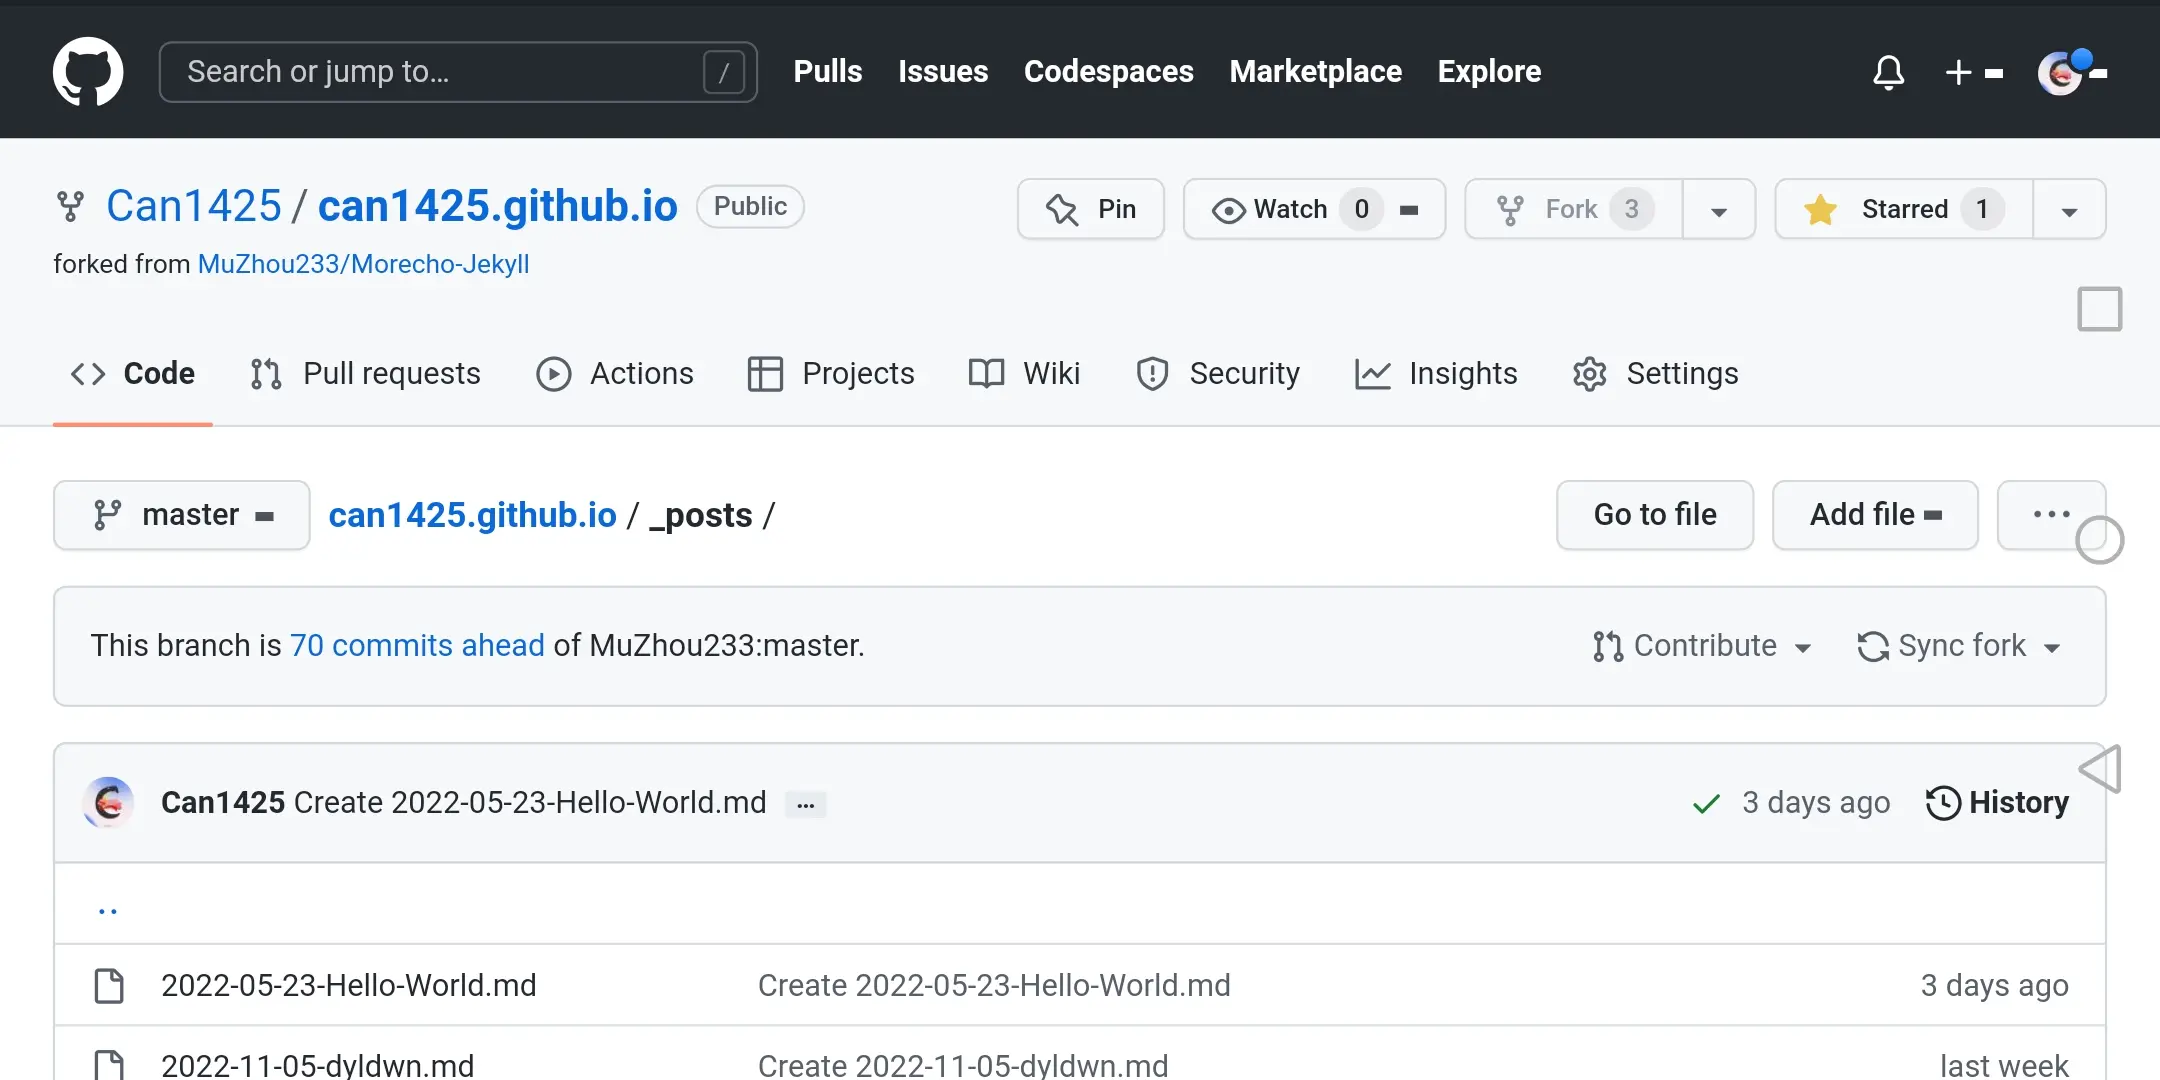 Search or jump to... / Pulls Issues Codespaces Marketplace Explore
Can1425 / can1425.github.io Public Pin Watch 0 Fork 3 Starred 1
forked from MuZhou233/Morecho-Jekyll
Code Pull requests Actions Projects Wiki Security Insights Settings
master can1425.github.io / _posts / Go to file Add file ...
This branch is 70 commits ahead of MuZhou233:master. Contribute Sync fork
Can1425 Create 2022-05-23-Hello-World.md ... 3 days ago History
..
2022-05-23-Hello-World.md Create 2022-05-23-Hello-World.md 3 days ago
2022-11-05-dyldwn.md Create 2022-11-05-dyldwn.md last week